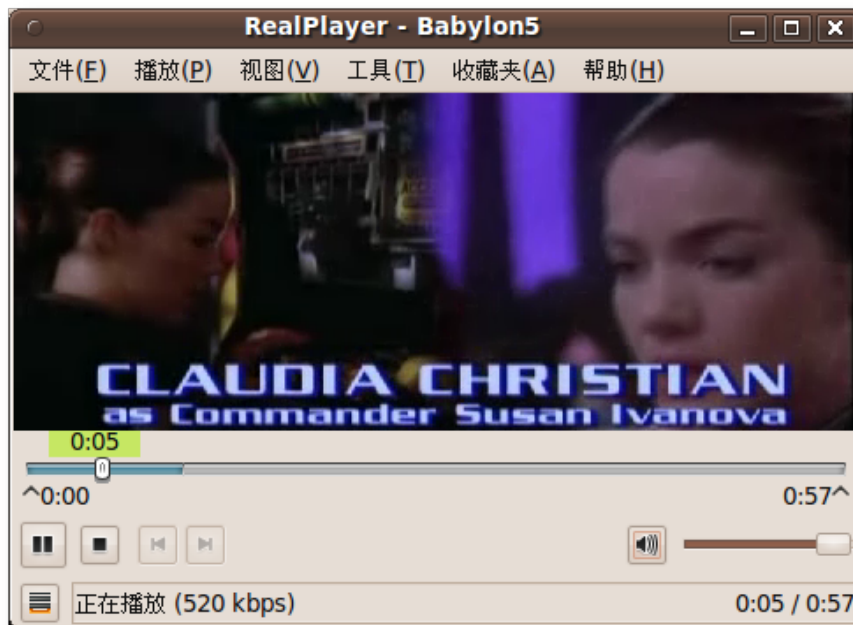 RealPlayer - Babylon5
文件(F) 播放(P) 视图(V) 工具(T) 收藏夹(A) 帮助(H)
CLAUDIA CHRISTIAN
as Commander Susan Ivanova
0:05
^0:00 0:57^
正在播放 (520 kbps) 0:05 / 0:57